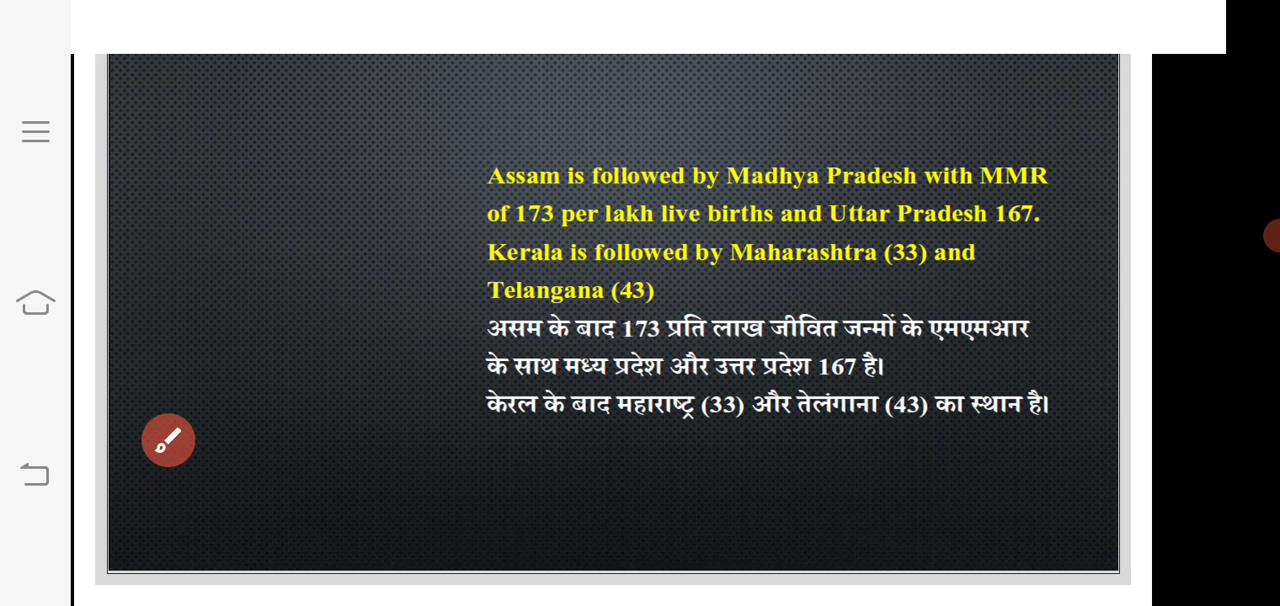 Assam is followed by Madhya Pradesh with MMR
of 173 per lakh live births and Uttar Pradesh 167.
Kerala is followed by Maharashtra (33) and
Telangana (43)
असम के बाद 173 प्रति लाख जीवित जन्मों के एमएमआर
के साथ मध्य प्रदेश और उत्तर प्रदेश 167 है।
केरल के बाद महाराष्ट्र (33) और तेलंगाना (43) का स्थान है।